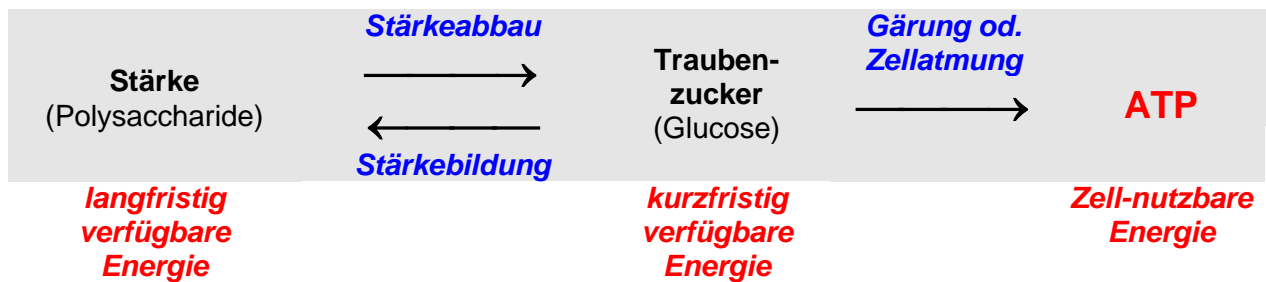 Stärkeabbau
Gärung od.
Zellatmung
Stärke
(Polysaccharide)
Trauben-
zucker
(Glucose)
ATP
Stärkebildung
langfristig
verfügbare
Energie
kurzfristig
verfügbare
Energie
Zell-nutzbare
Energie